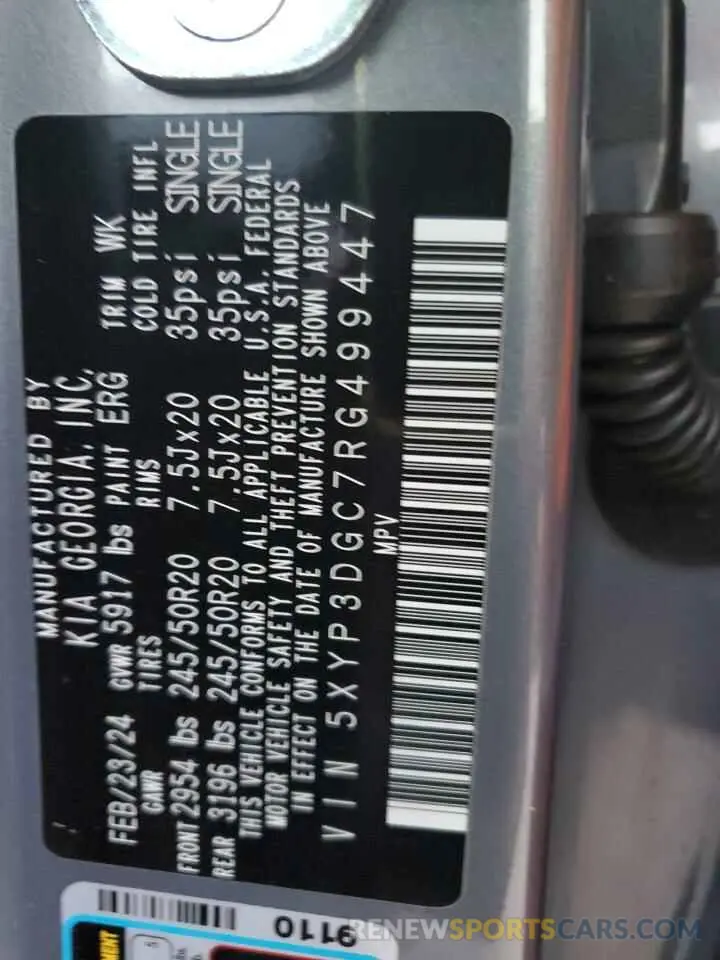 MANUFACTURED BY
KIA GEORGIA, INC.
FEB/23/24 GVWR 5917 lbs PAINT ERG TRIM WK
GAWR TIRES RIMS COLD TIRE INFL
FRONT 2954 lbs 245/50R20 7.5Jx20 35psi SINGLE
REAR 3196 lbs 245/50R20 7.5Jx20 35psi SINGLE
THIS VEHICLE CONFORMS TO ALL APPLICABLE U.S.A. FEDERAL
MOTOR VEHICLE SAFETY AND THEFT PREVENTION STANDARDS
IN EFFECT ON THE DATE OF MANUFACTURE SHOWN ABOVE
VIN 5XYP3DGC7RG499447
MPV
9110
RENEWSPORTSCARS.COM